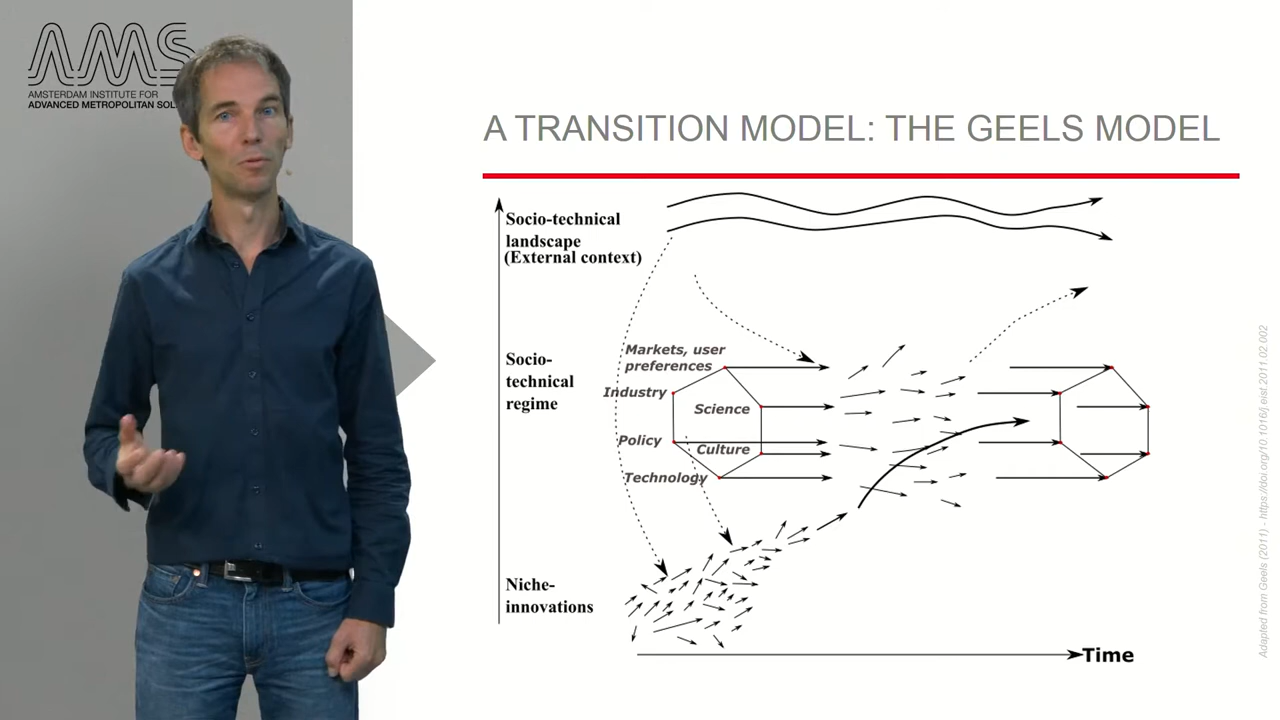 AMS
AMSTERDAM INSTITUTE FOR
ADVANCED METROPOLITAN SOL
A TRANSITION MODEL: THE GEELS MODEL
Socio-technical
landscape
(External context)
Markets, user
preferences
Socio-
technical
regime
Industry
Science
Policy
Culture
Technology
Niche-
innovations
Time
Adapted from Geels (2011) - https://doi.org/10.1016/j.eist.2011.02.002